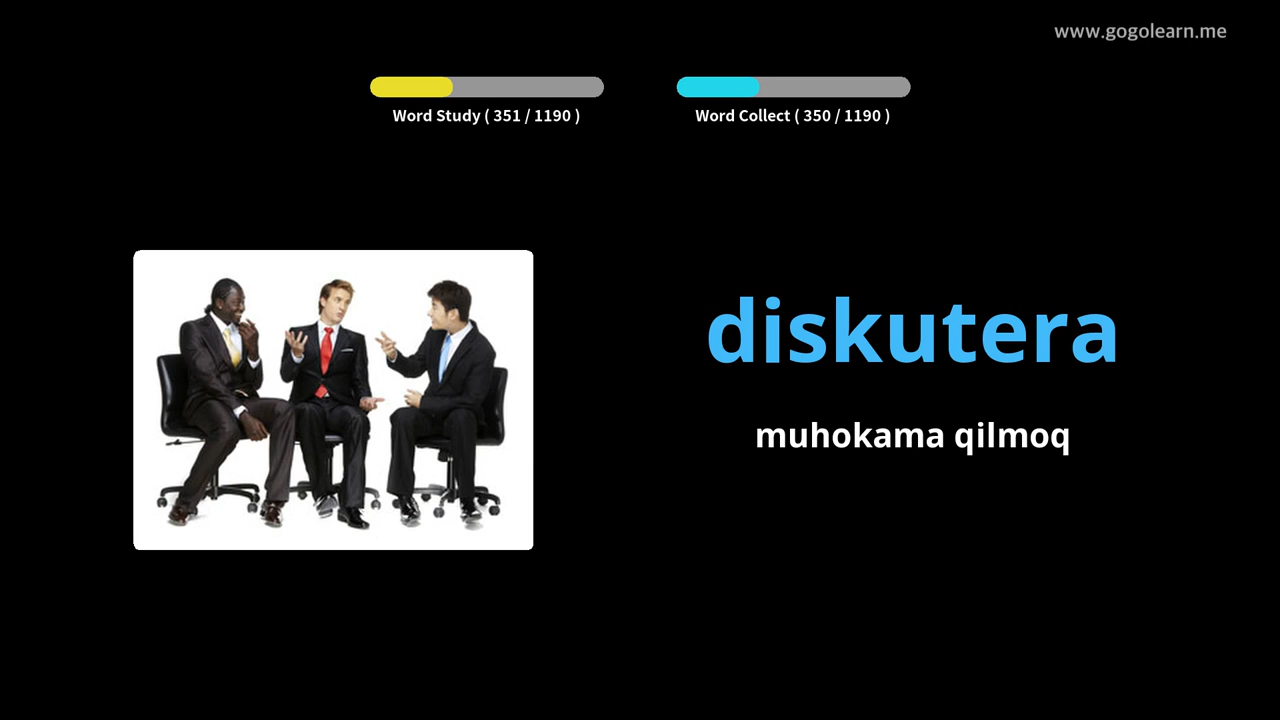 www.gogolearn.me
Word Study ( 351 / 1190 )
Word Collect ( 350 / 1190 )
diskutera
muhokama qilmoq